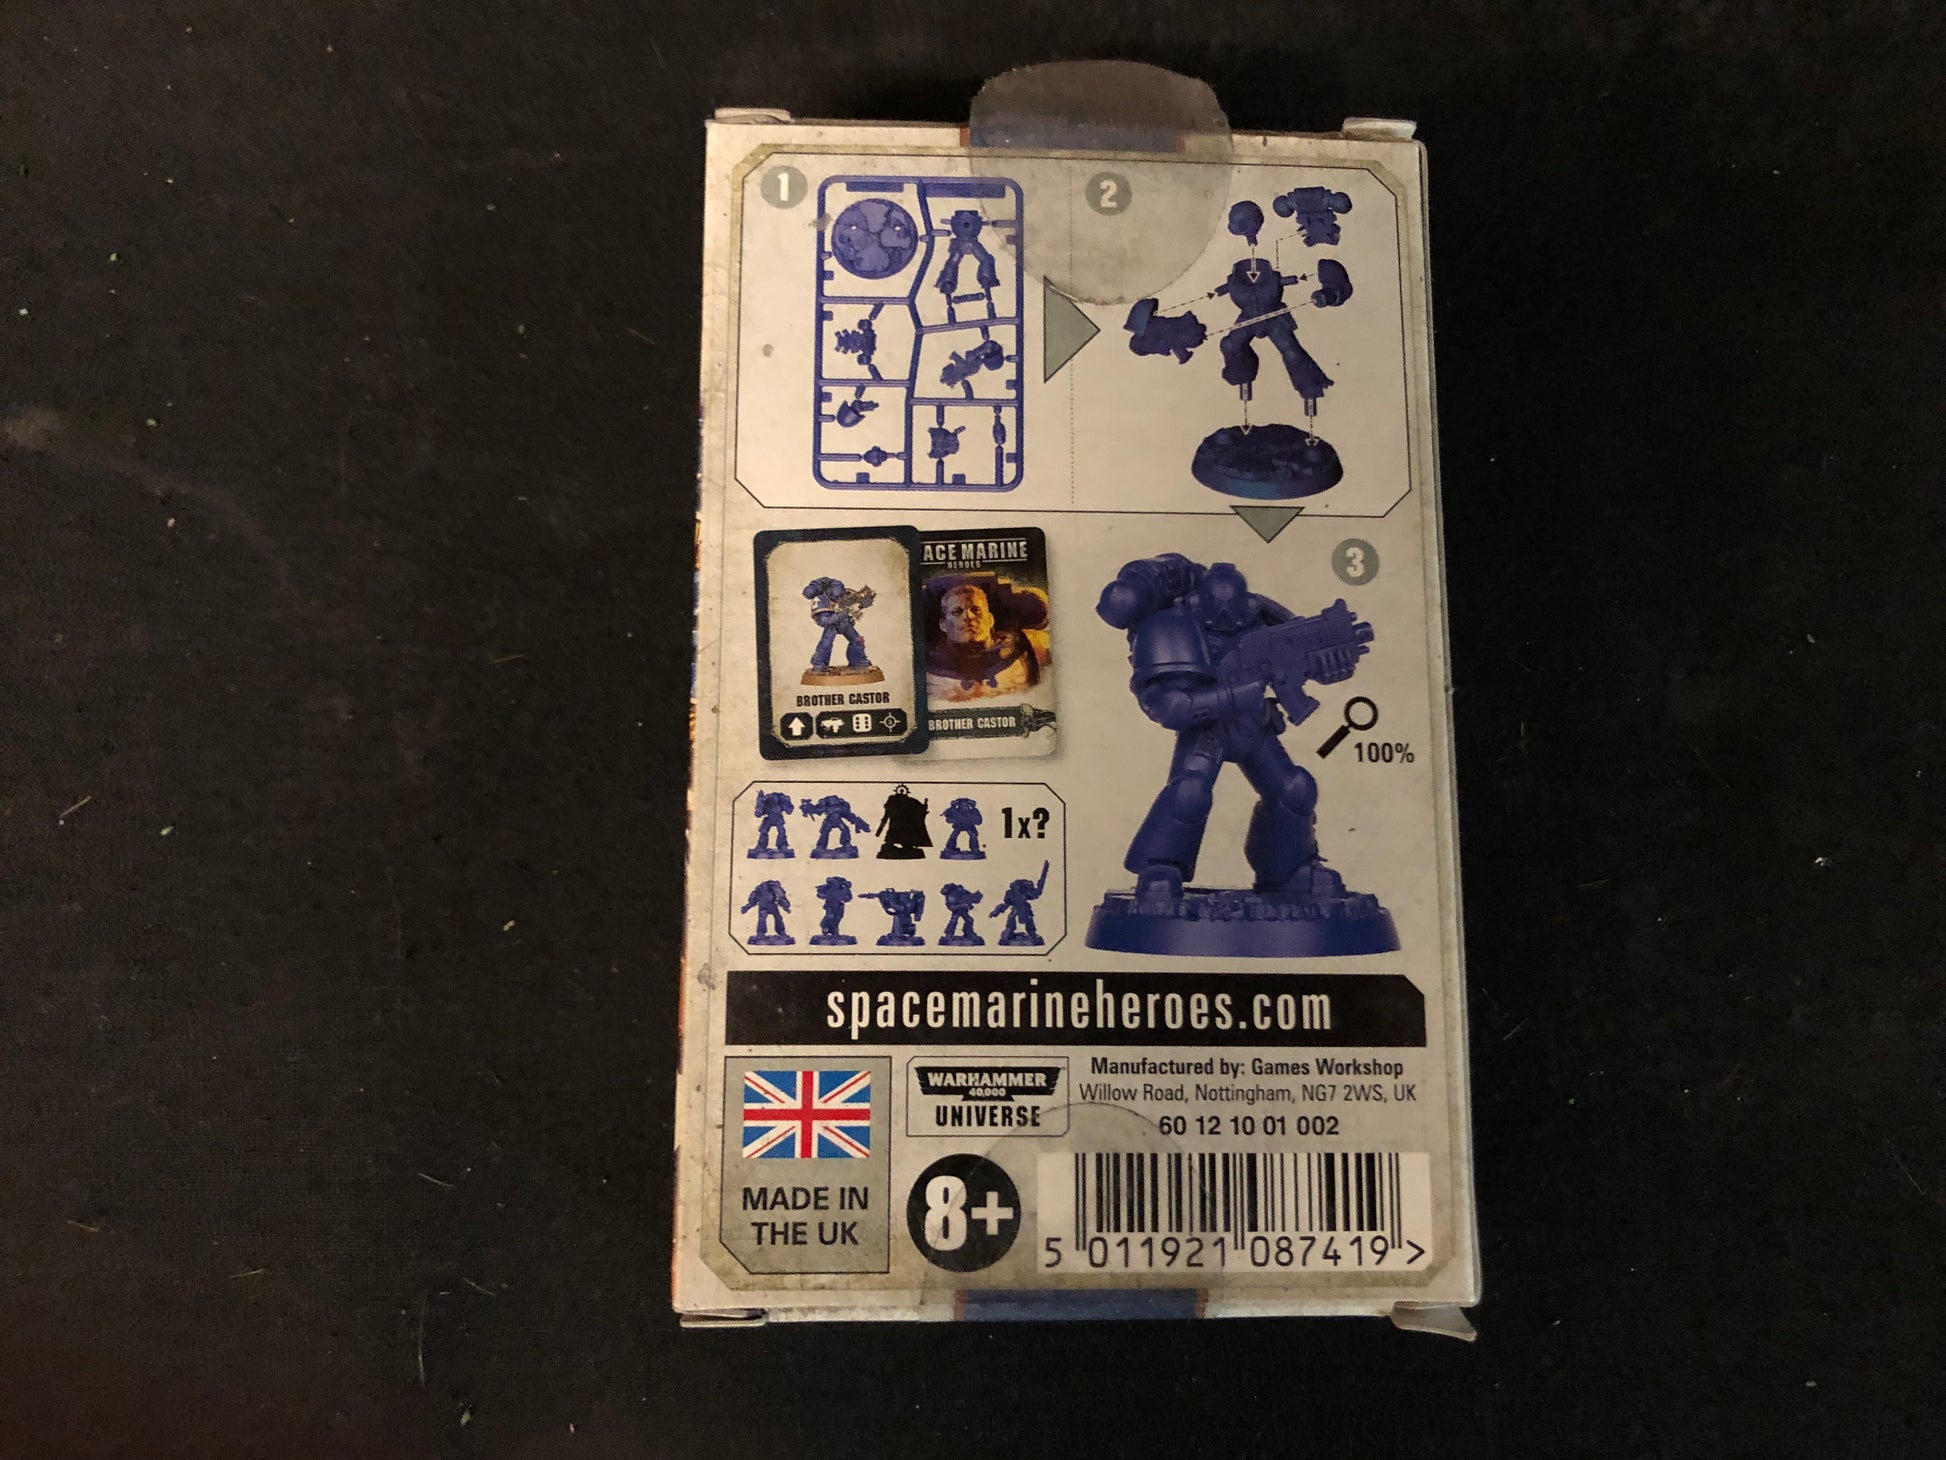 1
2
3
ACE MARINE
HEROES
BROTHER CASTOR
BROTHER CASTOR
100%
1x?
spacemarineheroes.com
MADE IN
THE UK
WARHAMMER
40,000
UNIVERSE
Manufactured by: Games Workshop
Willow Road, Nottingham, NG7 2WS, UK
60 12 10 01 002
8+
5 011921 087419 >